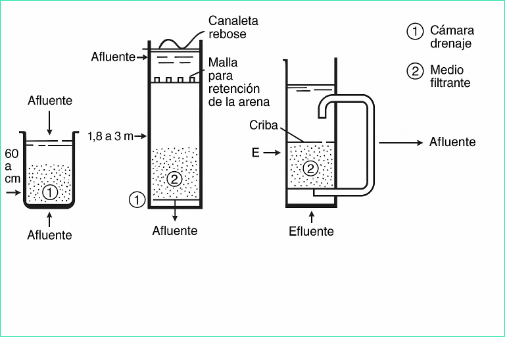 Afluente
60
a
cm
1
Afluente
Canaleta
rebose
Afluente
Malla
para
retención
de la arena
1,8 a 3 m
2
1
Afluente
Criba
E
2
Efluente
Afluente
1 Cámara
drenaje
2 Medio
filtrante